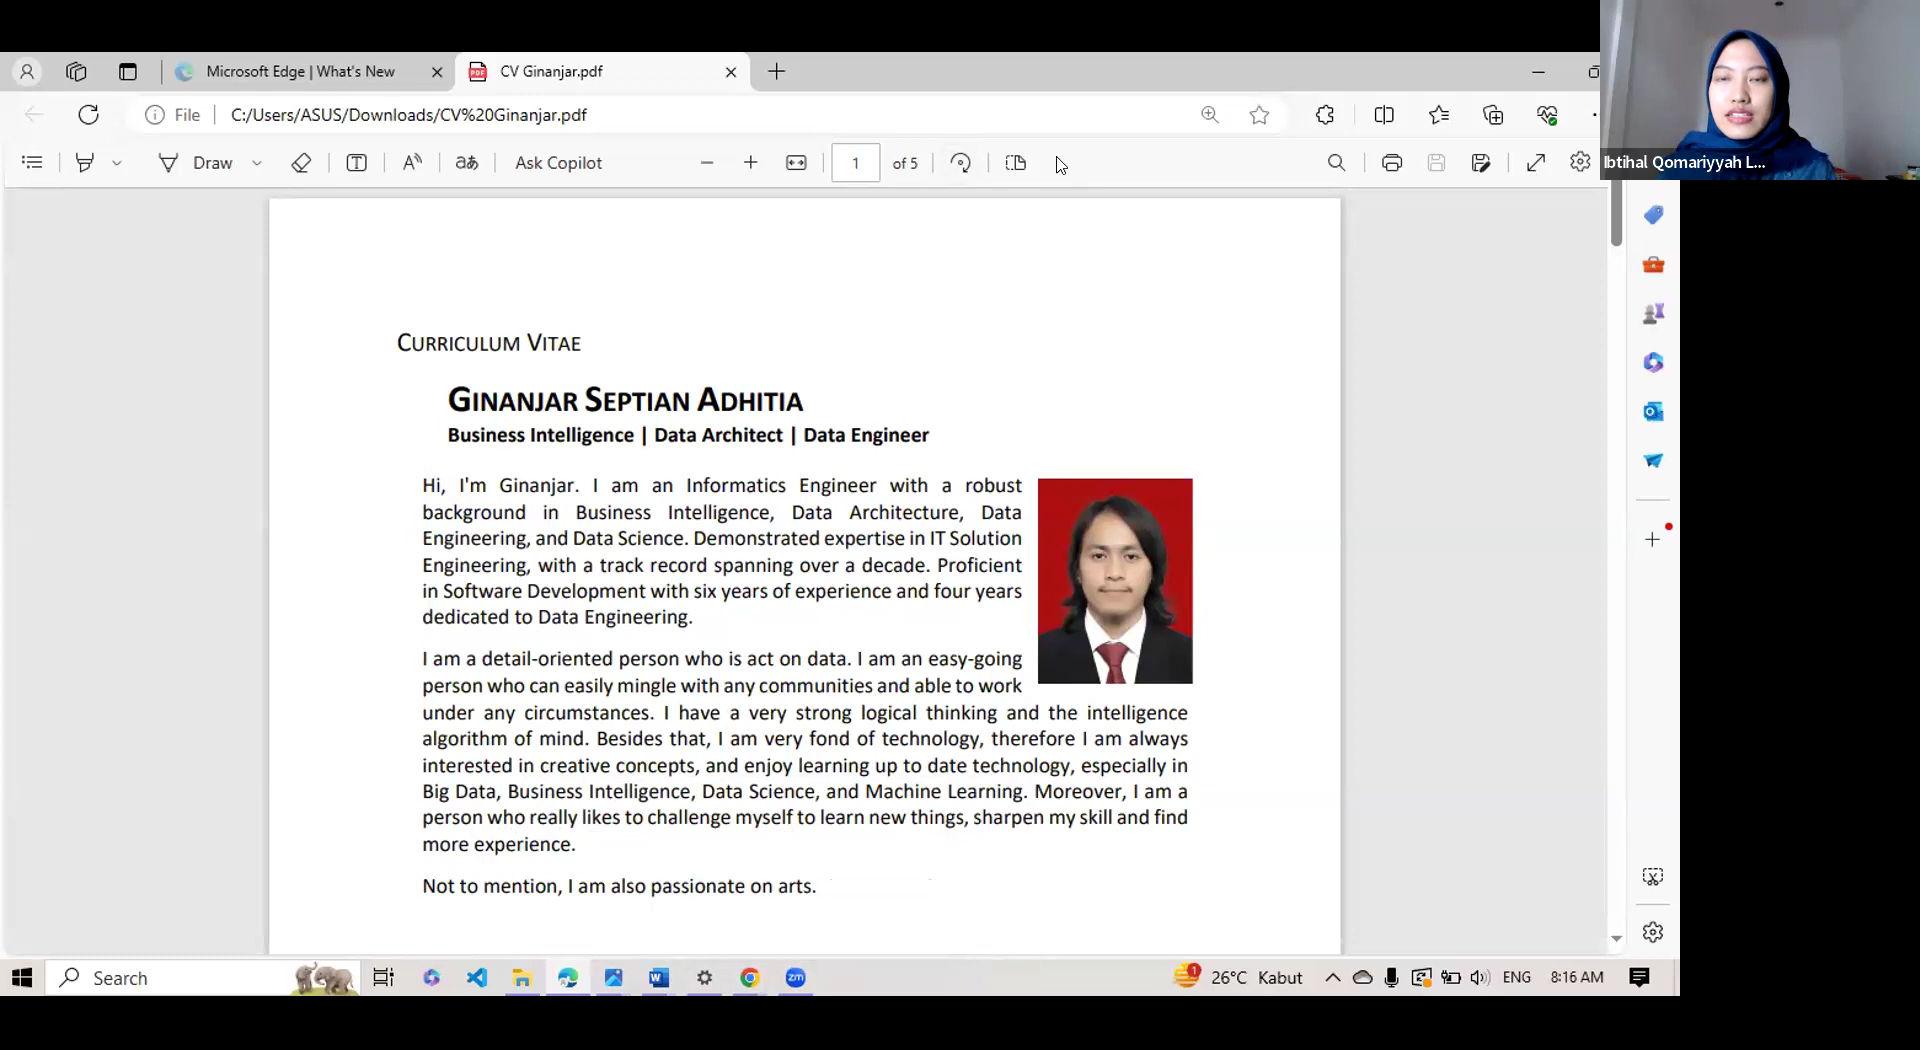 Microsoft Edge | What's New
CV Ginanjar.pdf
File
C:/Users/ASUS/Downloads/CV%20Ginanjar.pdf
Draw
Ask Copilot
1 of 5
Ibtihal Qomariyyah L...
CURRICULUM VITAE
GINANJAR SEPTIAN ADHITIA
Business Intelligence | Data Architect | Data Engineer
Hi, I'm Ginanjar. I am an Informatics Engineer with a robust
background in Business Intelligence, Data Architecture, Data
Engineering, and Data Science. Demonstrated expertise in IT Solution
Engineering, with a track record spanning over a decade. Proficient
in Software Development with six years of experience and four years
dedicated to Data Engineering.
I am a detail-oriented person who is act on data. I am an easy-going
person who can easily mingle with any communities and able to work
under any circumstances. I have a very strong logical thinking and the intelligence
algorithm of mind. Besides that, I am very fond of technology, therefore I am always
interested in creative concepts, and enjoy learning up to date technology, especially in
Big Data, Business Intelligence, Data Science, and Machine Learning. Moreover, I am a
person who really likes to challenge myself to learn new things, sharpen my skill and find
more experience.
Not to mention, I am also passionate on arts.
Search
zm
1
26°C Kabut
ENG
8:16 AM